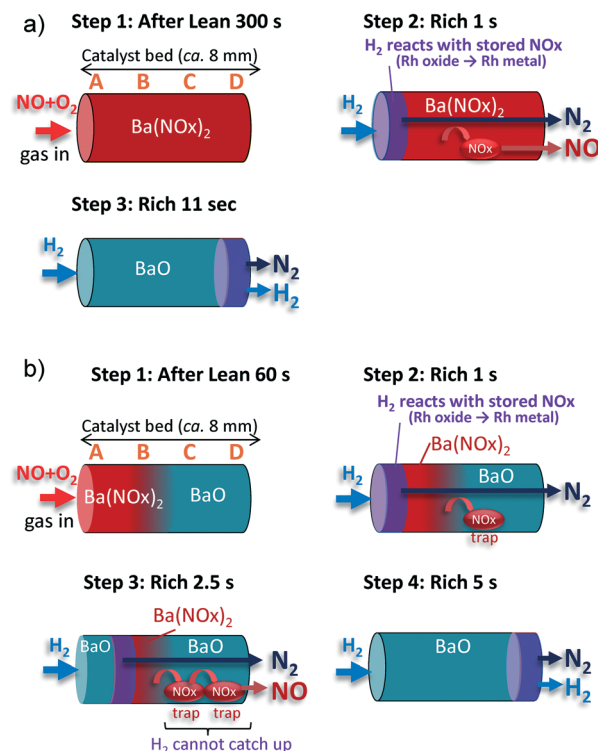 a)
Step 1: After Lean 300 s
Catalyst bed (ca. 8 mm)
A B C D
NO+O2
gas in
Ba(NOx)2
Step 2: Rich 1 s
H2 reacts with stored NOx
(Rh oxide → Rh metal)
H2
Ba(NOx)2
NOx
N2
NO
Step 3: Rich 11 sec
H2
BaO
N2
H2
b)
Step 1: After Lean 60 s
Catalyst bed (ca. 8 mm)
A B C D
NO+O2
gas in
Ba(NOx)2
BaO
Step 2: Rich 1 s
H2 reacts with stored NOx
(Rh oxide → Rh metal)
Ba(NOx)2
H2
BaO
NOx
trap
N2
Step 3: Rich 2.5 s
Ba(NOx)2
H2
BaO
BaO
N2
NOx NOx
NO
trap trap
H2 cannot catch up
Step 4: Rich 5 s
H2
BaO
N2
H2